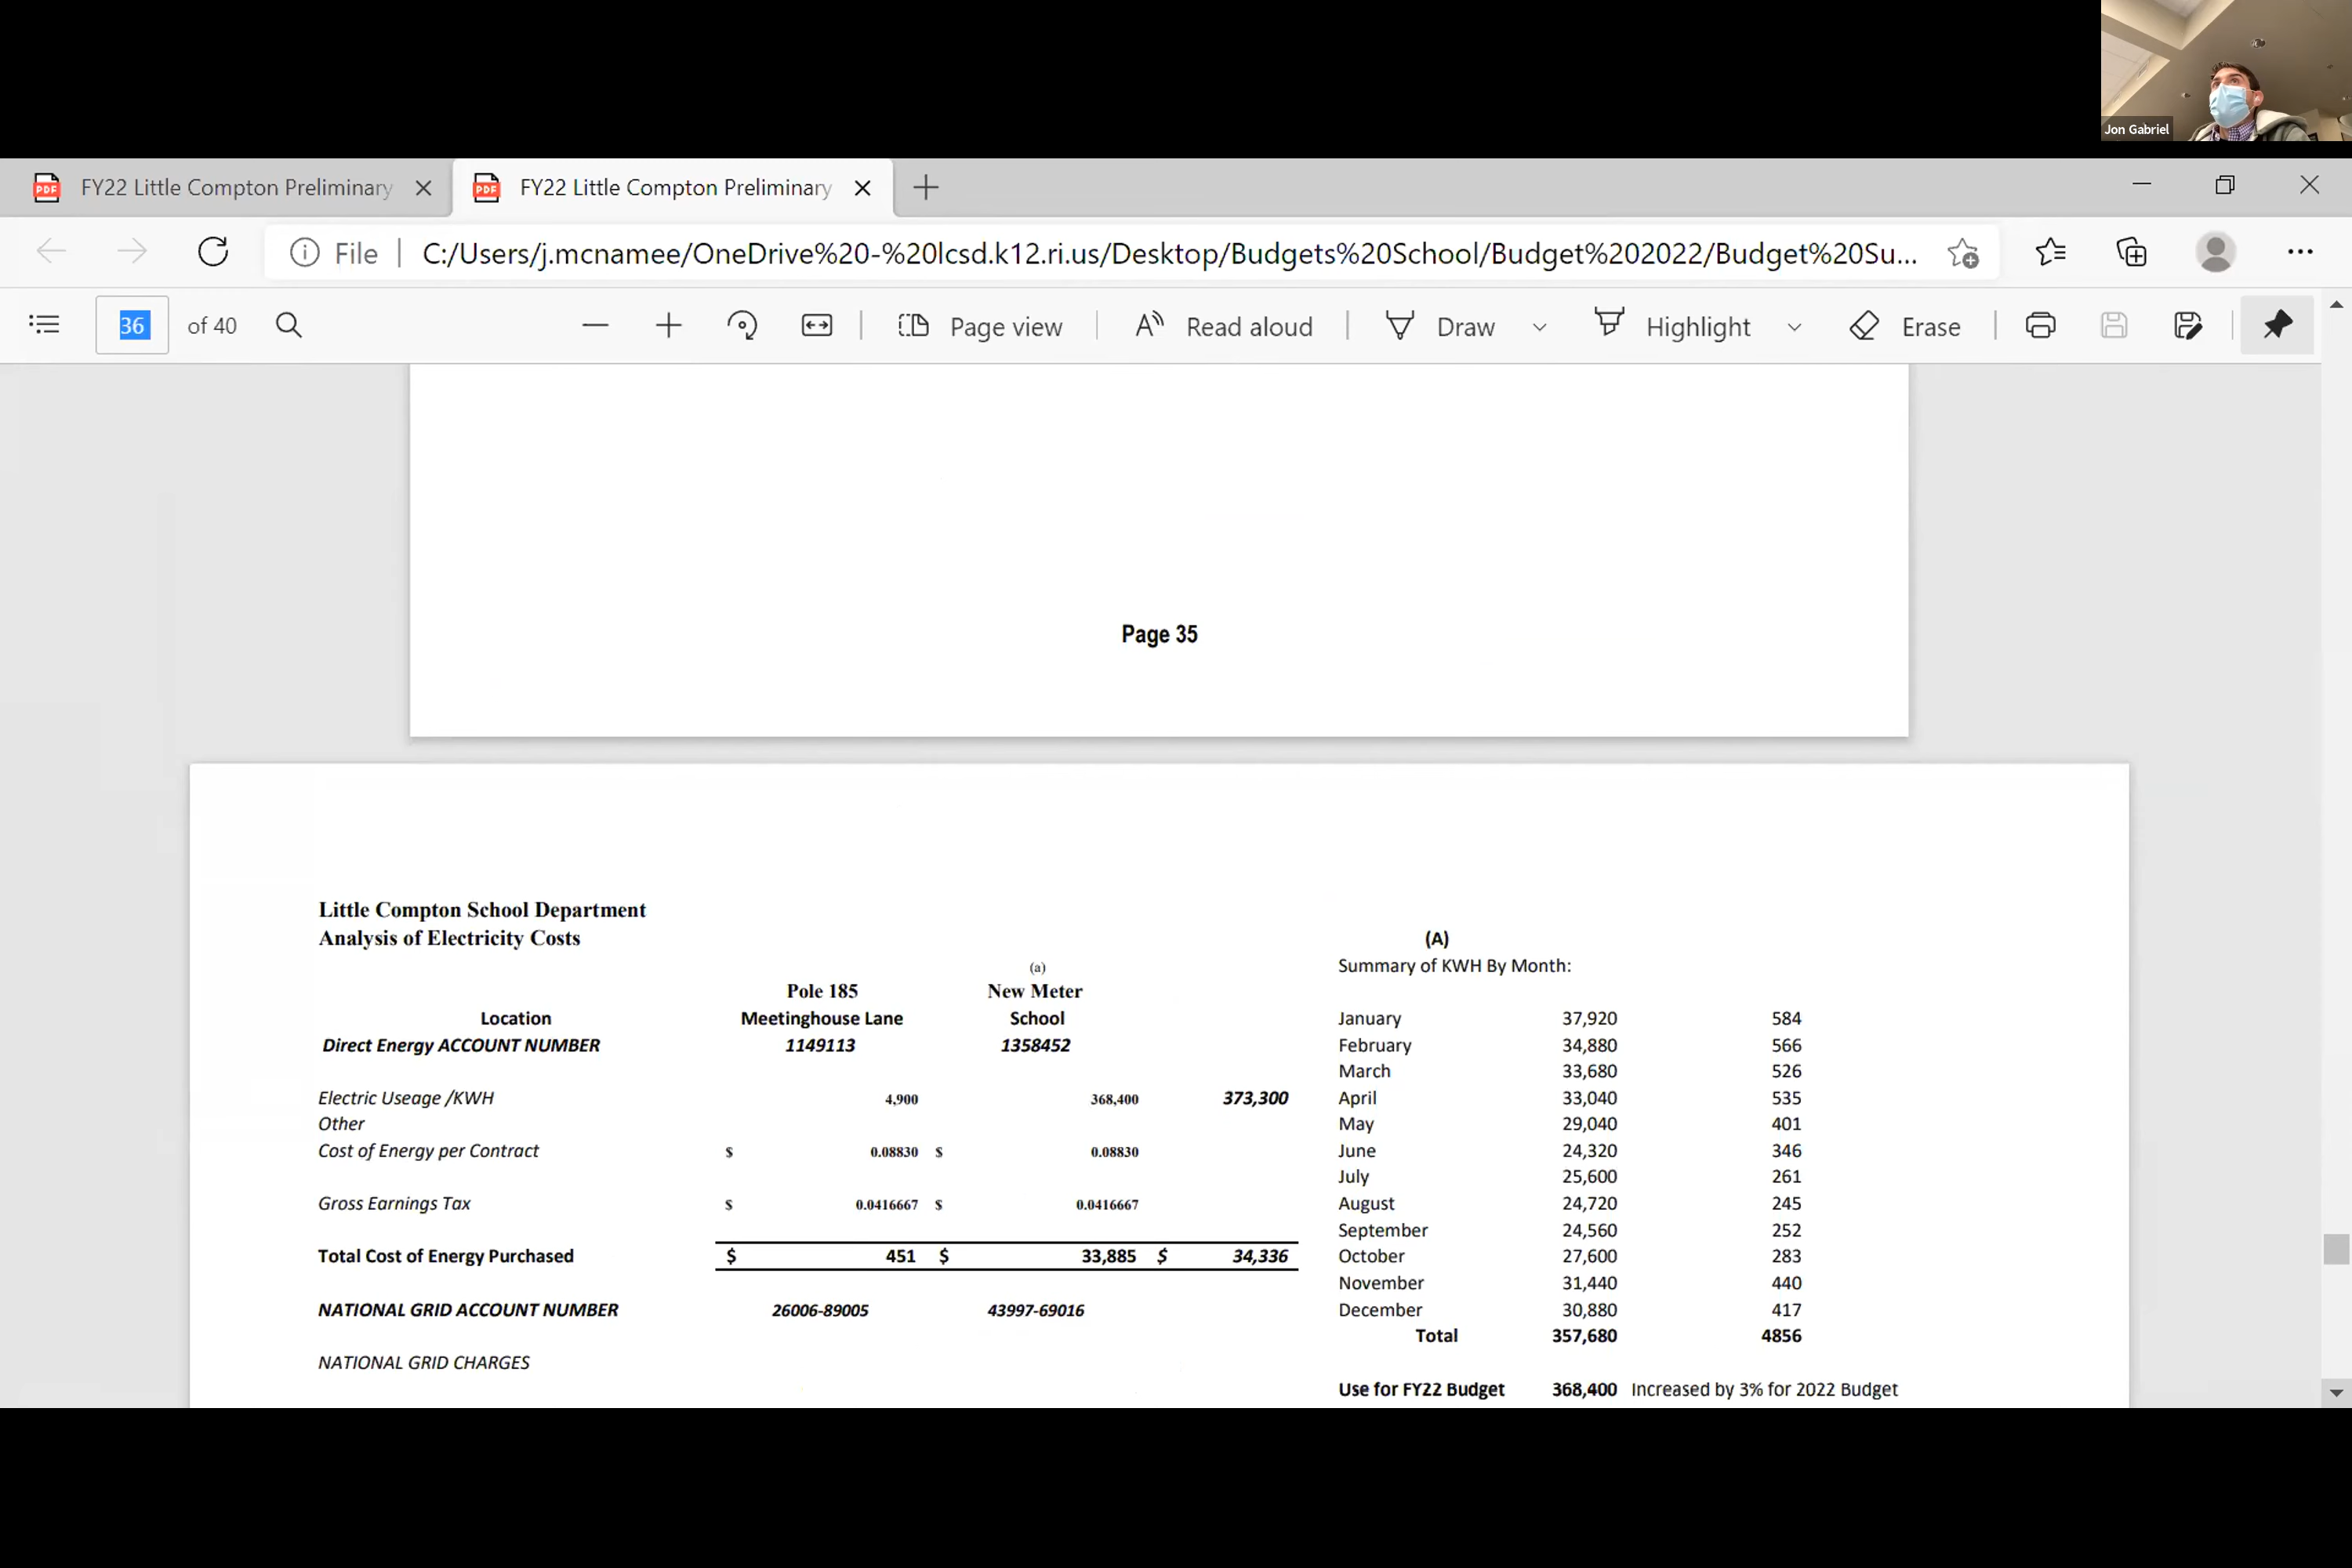 Jon Gabriel
PDF FY22 Little Compton Preliminary PDF FY22 Little Compton Preliminary
File C:/Users/j.mcnamee/OneDrive%20-%20lcsd.k12.ri.us/Desktop/Budgets%20School/Budget%202022/Budget%20Su...
36 of 40 Page view Read aloud Draw Highlight Erase
Page 35
Little Compton School Department
Analysis of Electricity Costs
(a)
Pole 185 New Meter
Location Meetinghouse Lane School
Direct Energy ACCOUNT NUMBER 1149113 1358452
Electric Useage /KWH 4,900 368,400 373,300
Other
Cost of Energy per Contract $ 0.08830 $ 0.08830
Gross Earnings Tax $ 0.0416667 $ 0.0416667
Total Cost of Energy Purchased $ 451 $ 33,885 $ 34,336
NATIONAL GRID ACCOUNT NUMBER 26006-89005 43997-69016
NATIONAL GRID CHARGES
(A)
Summary of KWH By Month:
January 37,920 584
February 34,880 566
March 33,680 526
April 33,040 535
May 29,040 401
June 24,320 346
July 25,600 261
August 24,720 245
September 24,560 252
October 27,600 283
November 31,440 440
December 30,880 417
Total 357,680 4856
Use for FY22 Budget 368,400 Increased by 3% for 2022 Budget